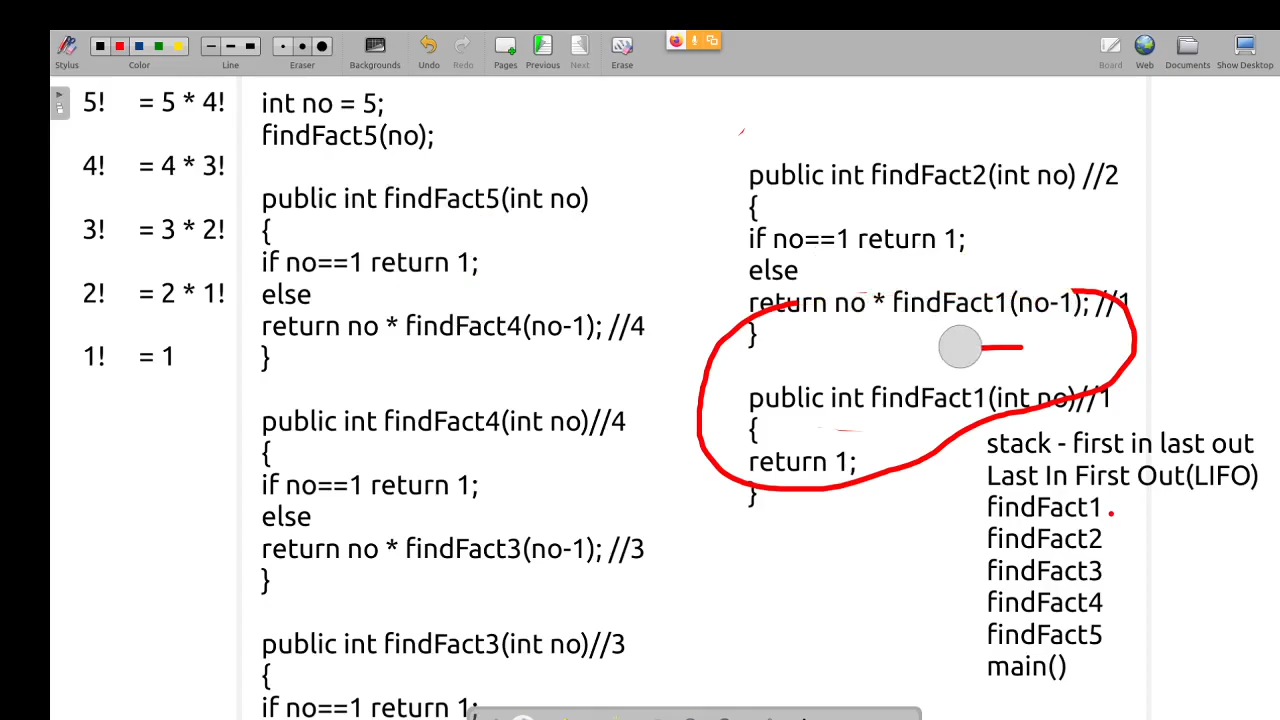 Stylus
Color
Line
Eraser
Backgrounds
Undo
Redo
Pages
Previous
Next
Erase
Board
Web
Documents
Show Desktop
5! = 5 * 4!
4! = 4 * 3!
3! = 3 * 2!
2! = 2 * 1!
1! = 1
int no = 5;
findFact5(no);
public int findFact5(int no)
{
if no==1 return 1;
else
return no * findFact4(no-1); //4
}
public int findFact4(int no)//4
{
if no==1 return 1;
else
return no * findFact3(no-1); //3
}
public int findFact3(int no)//3
{
if no==1 return 1;
public int findFact2(int no) //2
{
if no==1 return 1;
else
return no * findFact1(no-1); //1
}
public int findFact1(int no)//1
{
return 1;
}
stack - first in last out
Last In First Out(LIFO)
findFact1
findFact2
findFact3
findFact4
findFact5
main()